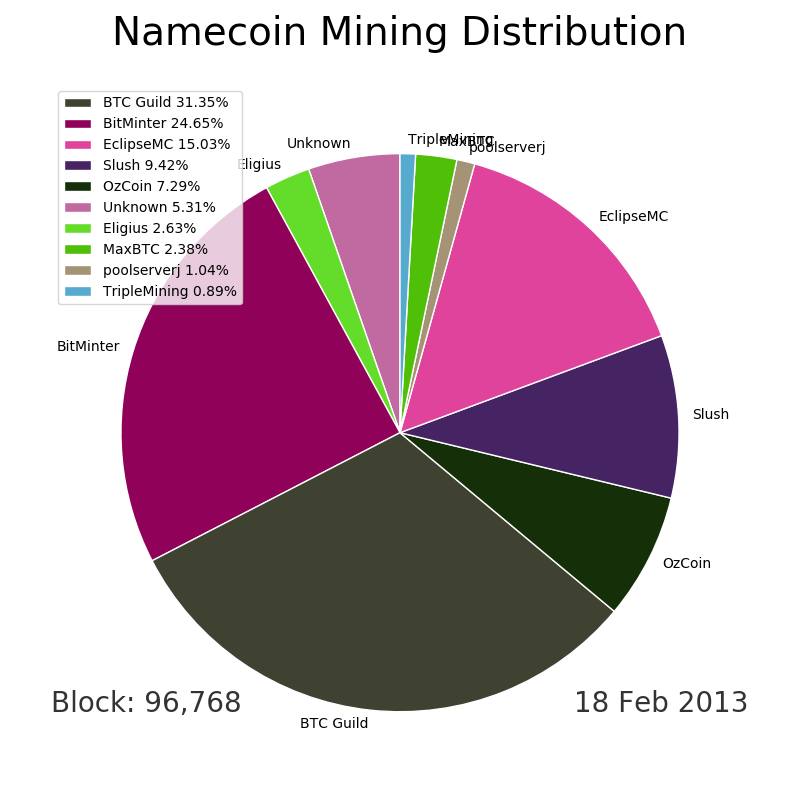 Namecoin Mining Distribution
BTC Guild 31.35%
BitMinter 24.65%
EclipseMC 15.03%
Slush 9.42%
OzCoin 7.29%
Unknown 5.31%
Eligius 2.63%
MaxBTC 2.38%
poolserverj 1.04%
TripleMining 0.89%
TripleMining
MaxBTC
poolserverj
Unknown
Eligius
EclipseMC
BitMinter
Slush
OzCoin
BTC Guild
Block: 96,768
18 Feb 2013